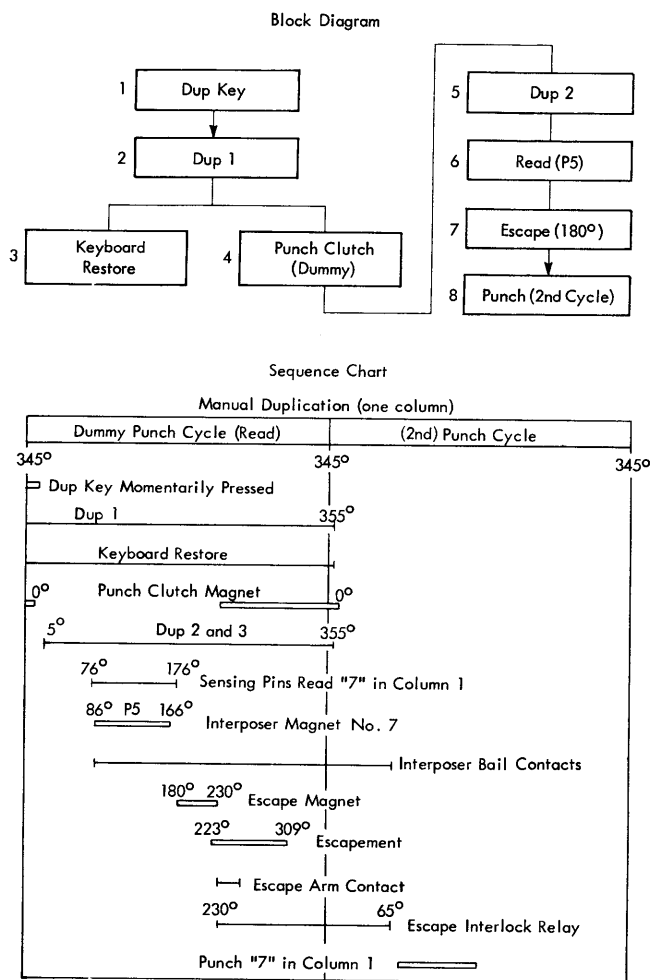 Block Diagram
1 Dup Key
2 Dup 1
3 Keyboard
Restore
4 Punch Clutch
(Dummy)
5 Dup 2
6 Read (P5)
7 Escape (180°)
8 Punch (2nd Cycle)
Sequence Chart
Manual Duplication (one column)
Dummy Punch Cycle (Read) (2nd) Punch Cycle
345° 345° 345°
Dup Key Momentarily Pressed
Dup 1 355°
Keyboard Restore
0° Punch Clutch Magnet 0°
5° Dup 2 and 3 355°
76° 176° Sensing Pins Read "7" in Column 1
86° P5 166° Interposer Magnet No. 7
Interposer Bail Contacts
180° 230° Escape Magnet
223° 309° Escapement
Escape Arm Contact
230° 65° Escape Interlock Relay
Punch "7" in Column 1